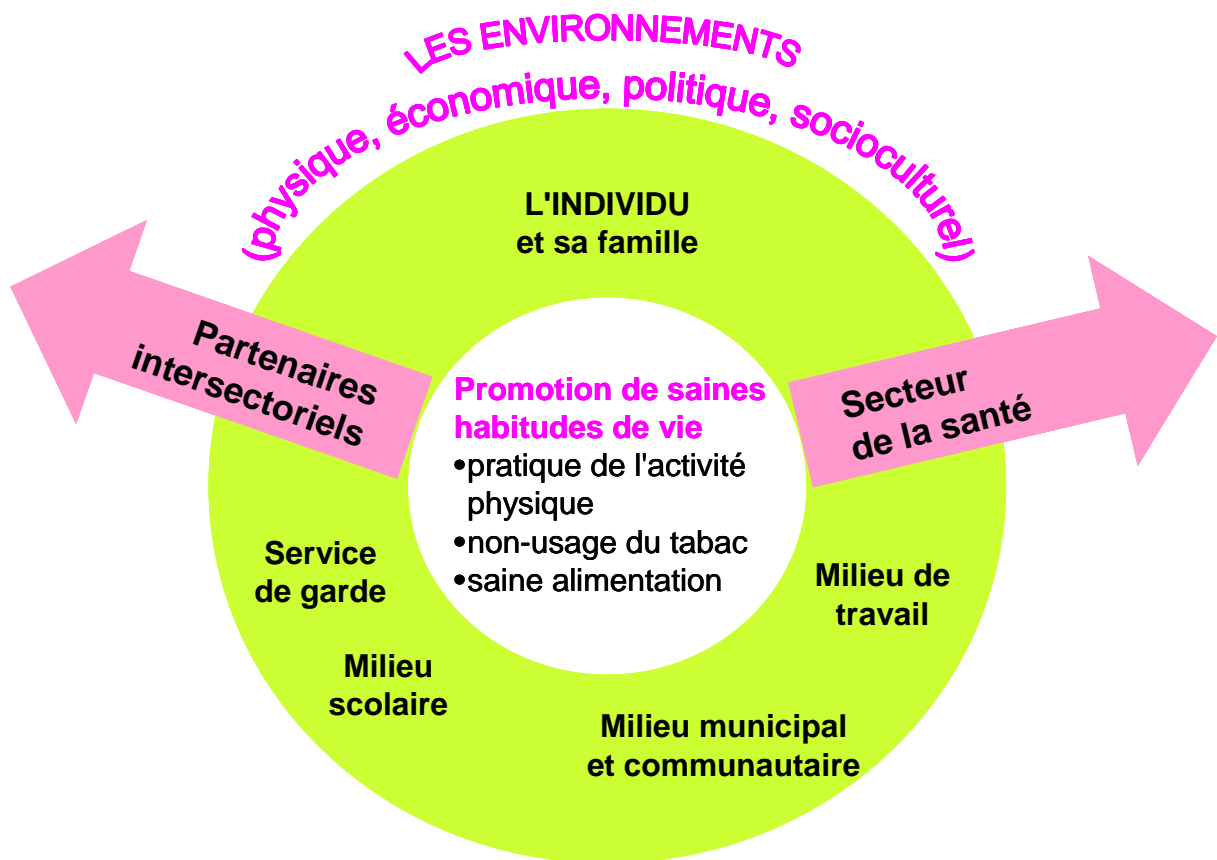 LES ENVIRONNEMENTS
(physique, économique, politique, socioculturel)
L'INDIVIDU
et sa famille
Partenaires
intersectoriels
Secteur
de la santé
Promotion de saines
habitudes de vie
•pratique de l'activité
physique
•non-usage du tabac
•saine alimentation
Service
de garde
Milieu de
travail
Milieu
scolaire
Milieu municipal
et communautaire